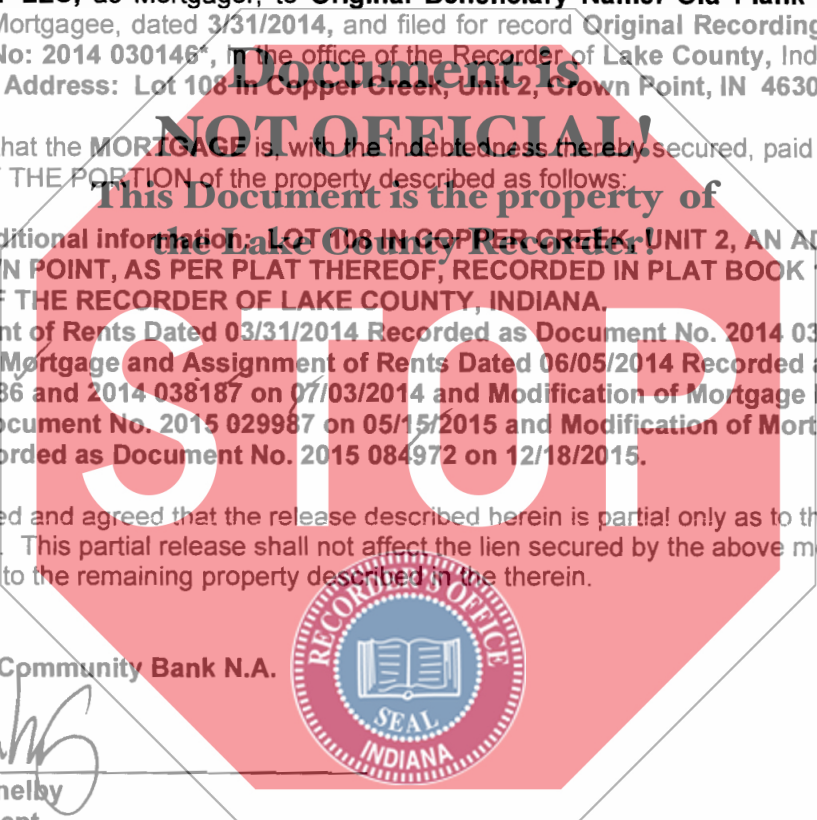 LLC, as Mortgagor, to Original Beneficiary Name: Old Plank
Mortgagee, dated 3/31/2014, and filed for record Original Recording
No: 2014 030146*, in the office of the Recorder of Lake County, Ind
Address: Lot 108 in Copper Creek, Unit 2, Crown Point, IN 4630
Document is
NOT OFFICIAL!
This Document is the property of
the Lake County Recorder!
hat the MORTGAGE is, with the indebtedness thereby secured, paid
THE PORTION of the property described as follows:
ditional information: LOT 108 IN COPPER CREEK, UNIT 2, AN AD
N POINT, AS PER PLAT THEREOF, RECORDED IN PLAT BOOK
F THE RECORDER OF LAKE COUNTY, INDIANA.
nt of Rents Dated 03/31/2014 Recorded as Document No. 2014 03
Mortgage and Assignment of Rents Dated 06/05/2014 Recorded a
86 and 2014 038187 on 07/03/2014 and Modification of Mortgage
ocument No. 2015 029987 on 05/15/2015 and Modification of Mort
orded as Document No. 2015 084972 on 12/18/2015.
STOP
ed and agreed that the release described herein is partial only as to th
This partial release shall not affect the lien secured by the above m
to the remaining property described in the therein.
Community Bank N.A.
RECORDER'S OFFICE
SEAL
INDIANA
helby